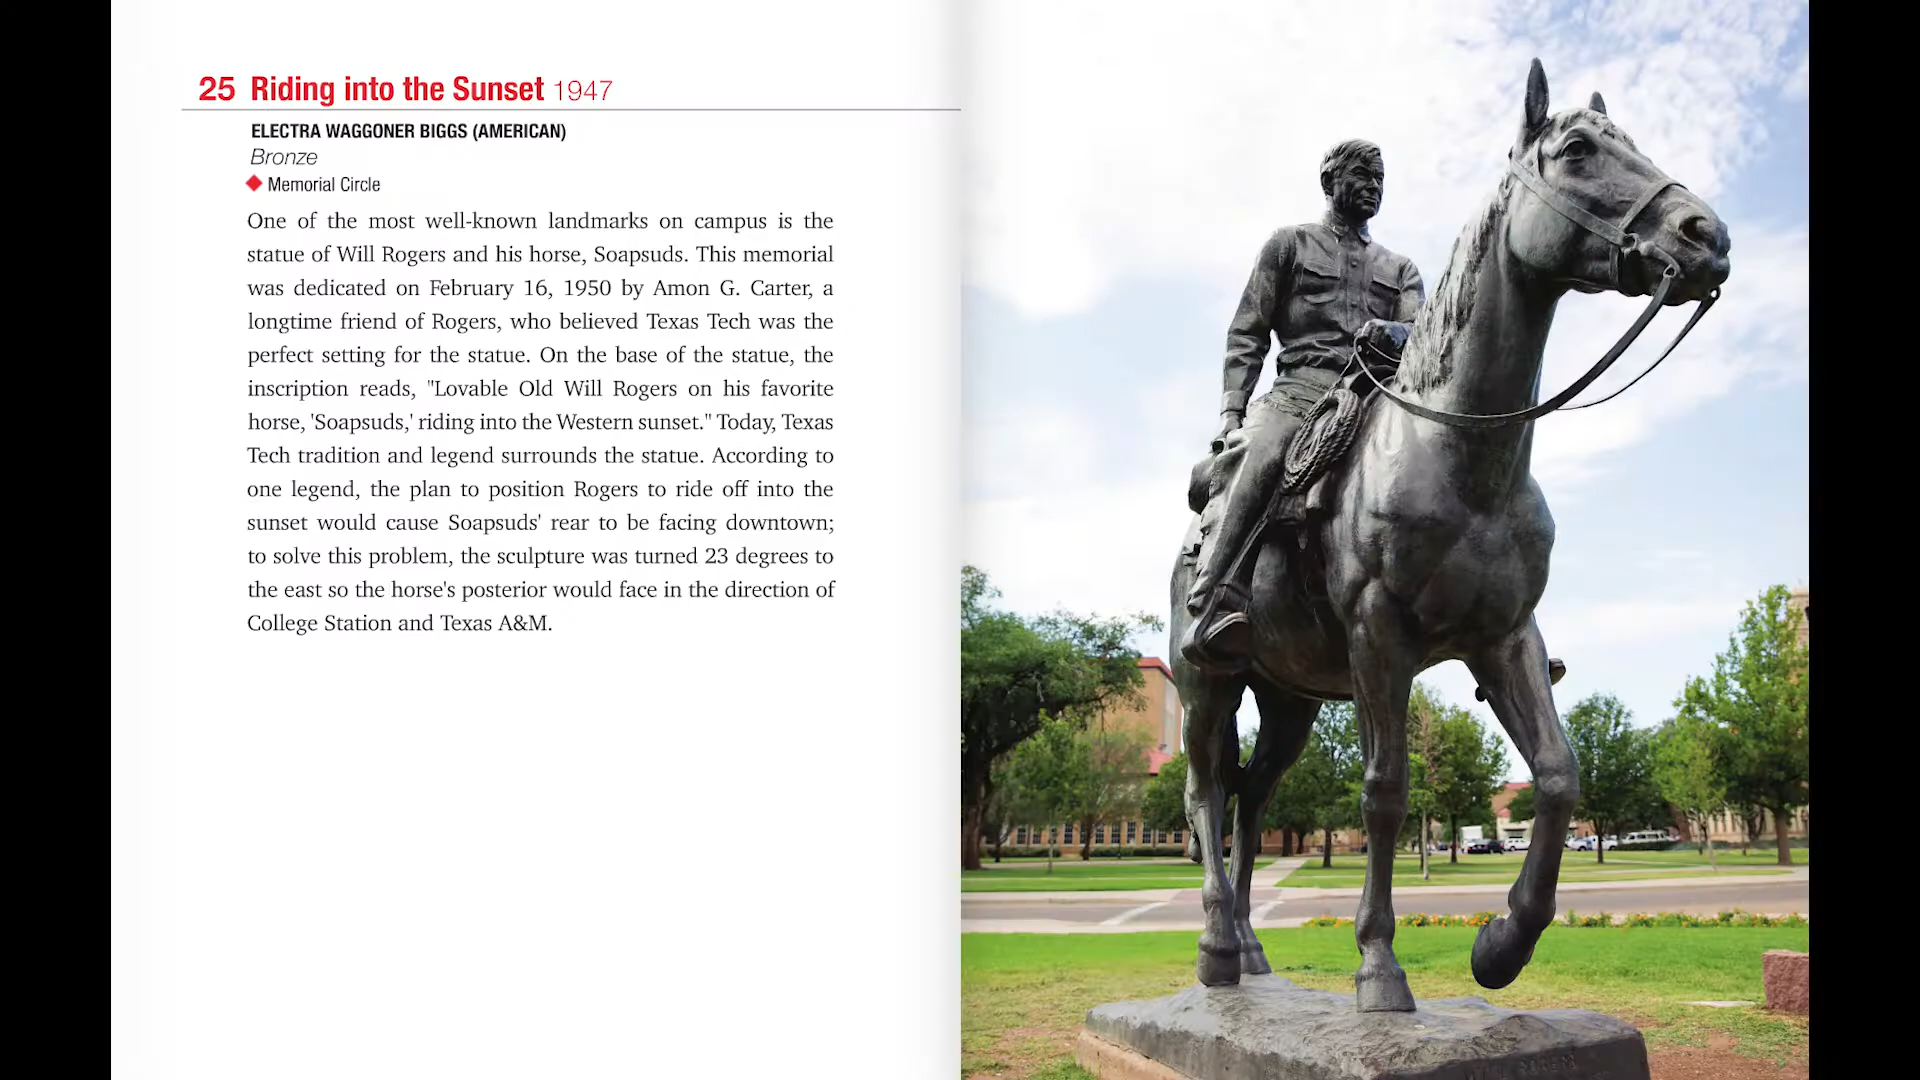 25 Riding into the Sunset 1947
ELECTRA WAGGONER BIGGS (AMERICAN)
Bronze
Memorial Circle
One of the most well-known landmarks on campus is the
statue of Will Rogers and his horse, Soapsuds. This memorial
was dedicated on February 16, 1950 by Amon G. Carter, a
longtime friend of Rogers, who believed Texas Tech was the
perfect setting for the statue. On the base of the statue, the
inscription reads, "Lovable Old Will Rogers on his favorite
horse, 'Soapsuds,' riding into the Western sunset." Today, Texas
Tech tradition and legend surrounds the statue. According to
one legend, the plan to position Rogers to ride off into the
sunset would cause Soapsuds' rear to be facing downtown;
to solve this problem, the sculpture was turned 23 degrees to
the east so the horse's posterior would face in the direction of
College Station and Texas A&M.